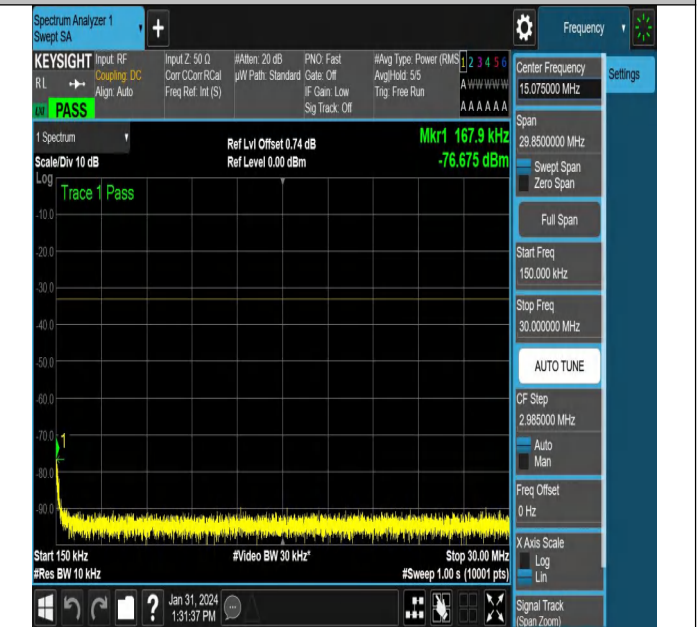 Spectrum Analyzer 1
Swept SA
+
Frequency
KEYSIGHT
RL
PASS
Input: RF
Coupling: DC
Align: Auto
Input Z: 50 Ω
Corr CCorr RCal
Freq Ref: Int (S)
#Atten: 20 dB
µW Path: Standard
PNO: Fast
Gate: Off
IF Gain: Low
Sig Track: Off
#Avg Type: Power (RMS
Avg|Hold: 5/5
Trig: Free Run
1 2 3 4 5 6
A W W W W W
A A A A A A
1 Spectrum
Scale/Div 10 dB
Log
Ref Lvl Offset 0.74 dB
Ref Level 0.00 dBm
Mkr1 167.9 kHz
-76.675 dBm
Trace 1 Pass
-10.0
-20.0
-30.0
-40.0
-50.0
-60.0
-70.0
1
-80.0
-90.0
Start 150 kHz
#Res BW 10 kHz
#Video BW 30 kHz*
Stop 30.00 MHz
#Sweep 1.00 s (10001 pts)
?
Jan 31, 2024
1:31:37 PM
Center Frequency
15.075000 MHz
Settings
Span
29.8500000 MHz
Swept Span
Zero Span
Full Span
Start Freq
150.000 kHz
Stop Freq
30.000000 MHz
AUTO TUNE
CF Step
2.985000 MHz
Auto
Man
Freq Offset
0 Hz
X Axis Scale
Log
Lin
Signal Track
(Span Zoom)